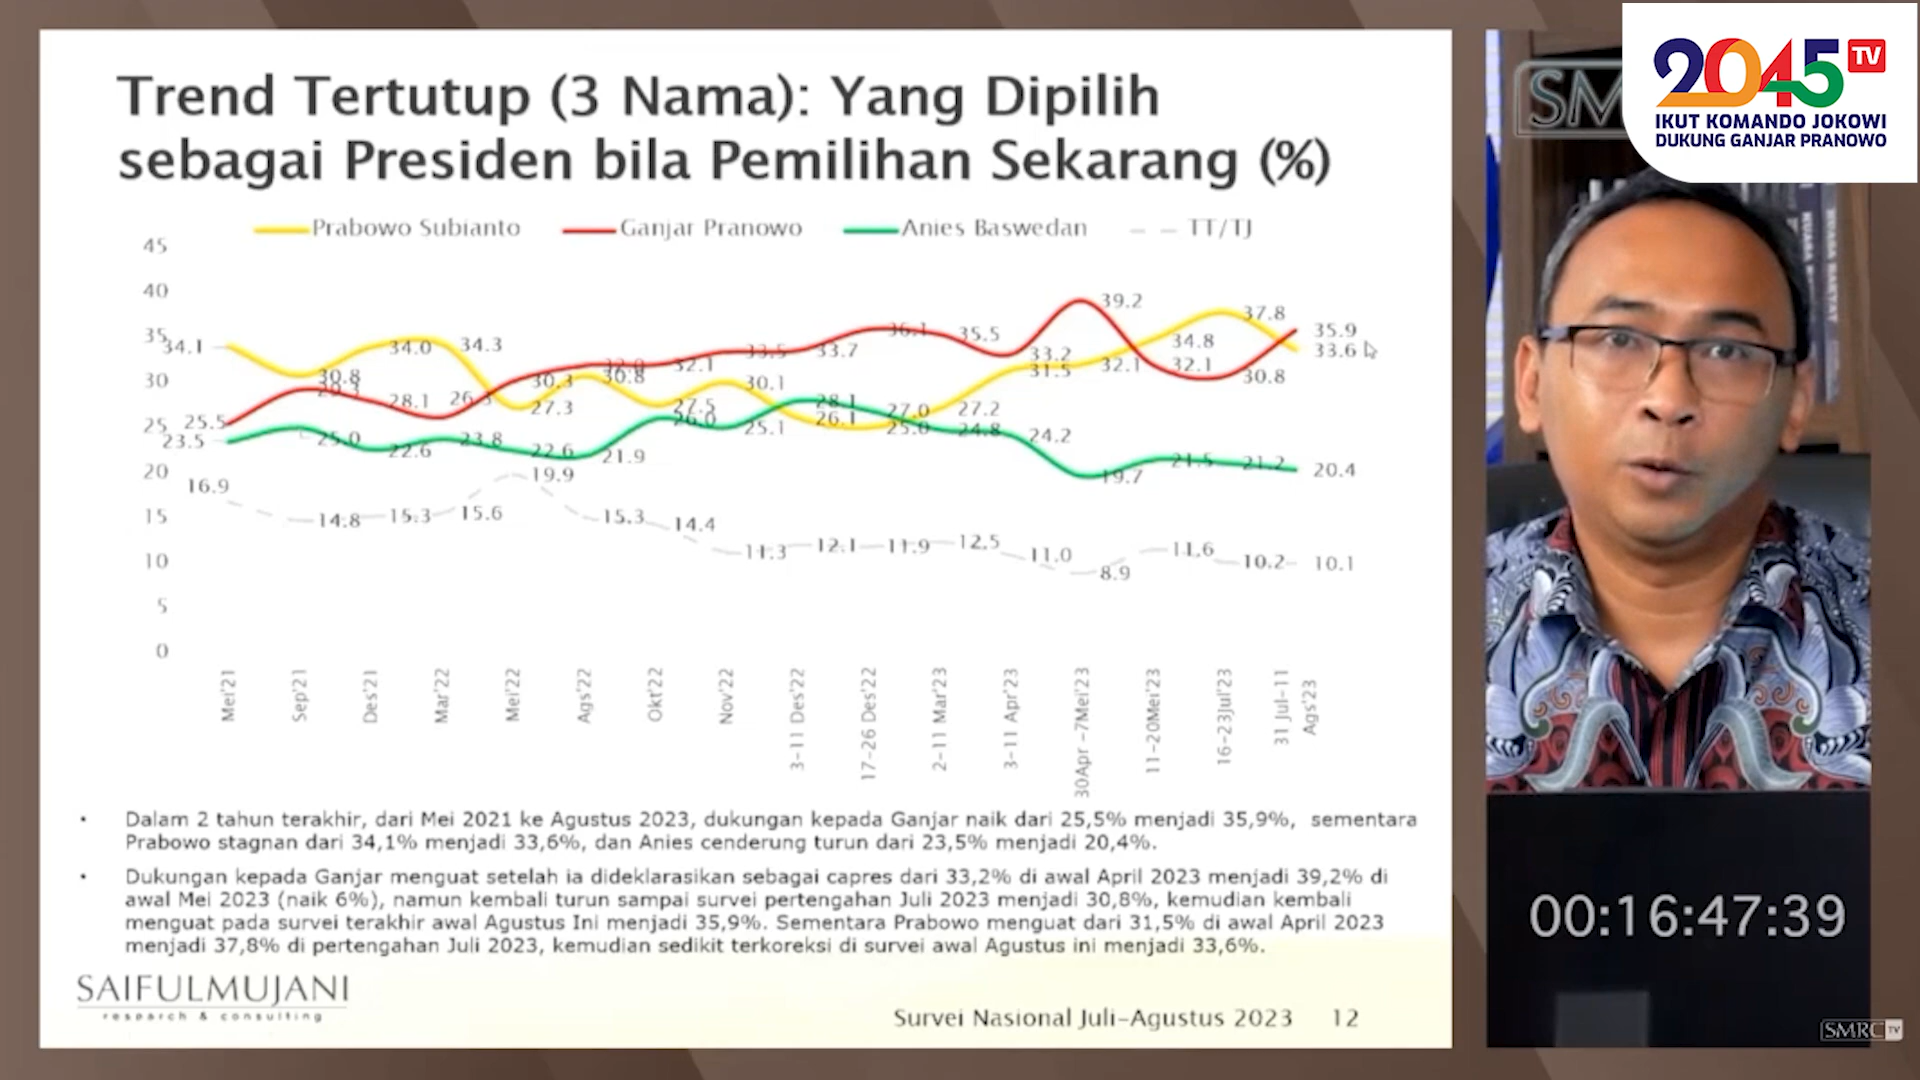 Trend Tertutup (3 Nama): Yang Dipilih
sebagai Presiden bila Pemilihan Sekarang (%)
Prabowo Subianto Ganjar Pranowo Anies Baswedan TT/TJ
45
40
35
30
25
20
15
10
5
0
34.1 30.8 34.0 34.3 27.3 30.8 27.5 30.1 26.1 25.0 27.2 31.5 32.1 34.8 37.8 33.6
25.5 28.1 30.3 32.1 33.5 33.7 36.1 35.5 33.2 39.2 32.1 30.8 35.9
23.5 25.0 22.6 23.8 22.6 21.9 26.0 25.1 28.1 27.0 24.8 24.2 19.7 21.5 21.2 20.4
16.9 14.8 15.3 15.6 19.9 15.3 14.4 11.3 12.1 11.9 12.5 11.0 8.9 11.6 10.2 10.1
Mei'21
Sep'21
Des'21
Mar'22
Mei'22
Ags'22
Okt'22
Nov'22
3-11 Des'22
17-26 Des'22
2-11 Mar'23
3-11 Apr'23
30Apr -7Mei'23
11-20Mei'23
16-23Jul'23
31 Jul-11
Ags'23
• Dalam 2 tahun terakhir, dari Mei 2021 ke Agustus 2023, dukungan kepada Ganjar naik dari 25,5% menjadi 35,9%, sementara
Prabowo stagnan dari 34,1% menjadi 33,6%, dan Anies cenderung turun dari 23,5% menjadi 20,4%.
• Dukungan kepada Ganjar menguat setelah ia dideklarasikan sebagai capres dari 33,2% di awal April 2023 menjadi 39,2% di
awal Mei 2023 (naik 6%), namun kembali turun sampai survei pertengahan Juli 2023 menjadi 30,8%, kemudian kembali
menguat pada survei terakhir awal Agustus Ini menjadi 35,9%. Sementara Prabowo menguat dari 31,5% di awal April 2023
menjadi 37,8% di pertengahan Juli 2023, kemudian sedikit terkoreksi di survei awal Agustus ini menjadi 33,6%.
SAIFULMUJANI
research & consulting
Survei Nasional Juli-Agustus 2023 12
SM
2045 TV
IKUT KOMANDO JOKOWI
DUKUNG GANJAR PRANOWO
00:16:47:39
SMRC TV